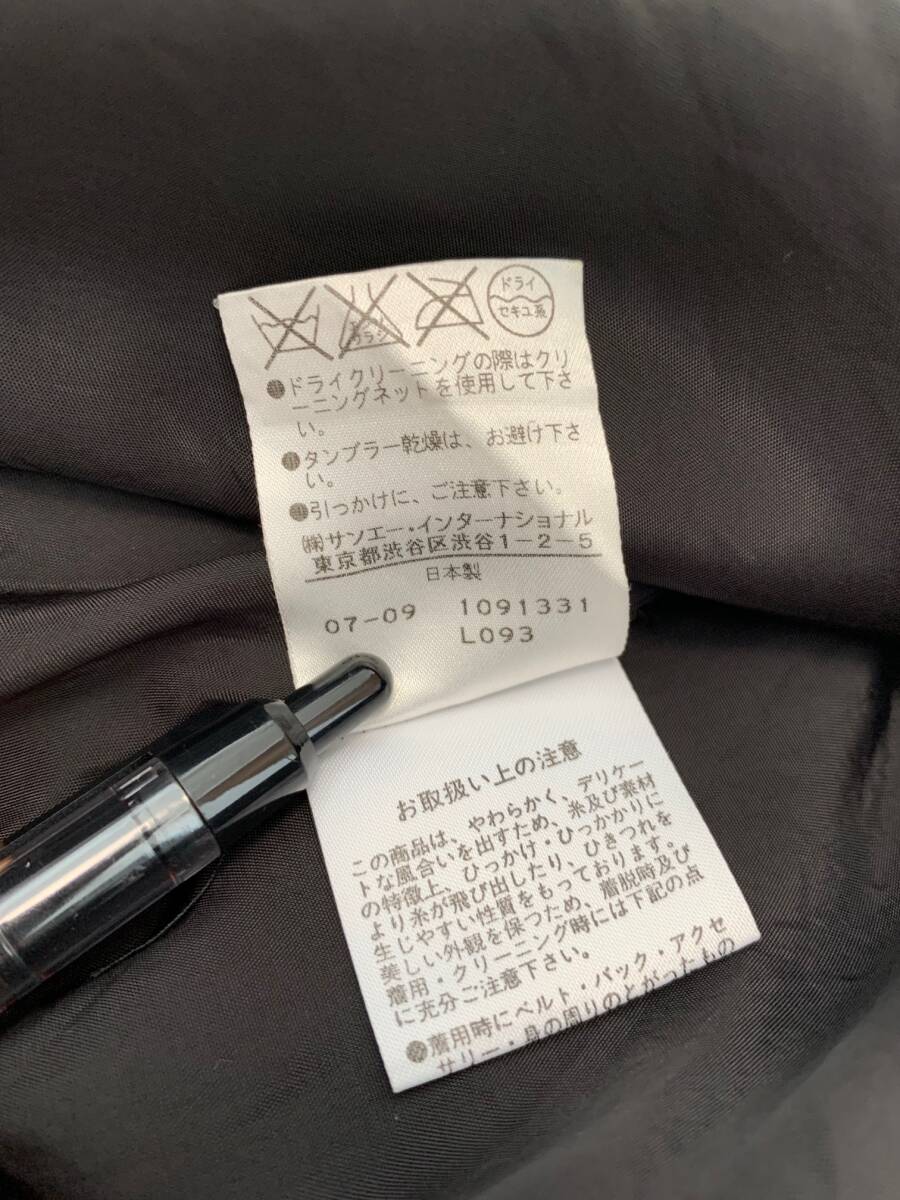 ドライ
セキユ系
エンソ
サラシ
●ドライクリーニングの際はクリ
ーニングネットを使用して下さ
い。
●タンブラー乾燥は、お避け下さ
い。
●引っかけに、ご注意下さい。
㈱サンエー・インターナショナル
東京都渋谷区渋谷1-2-5
日本製
07-09 1091331
L093
お取扱い上の注意
この商品は、やわらかく、デリケー
トな風合いを出すため、糸及び素材
の特徴上、ひっかけ・ひっかかりに
より糸が飛び出したり、ひきつれを
生じやすい性質をもっております。
美しい外観を保つため、着脱時及び
着用・クリーニング時には下記の点
に充分ご注意下さい。
●着用時にベルト・バック・アクセ
サリー・身の周りのとがったもの